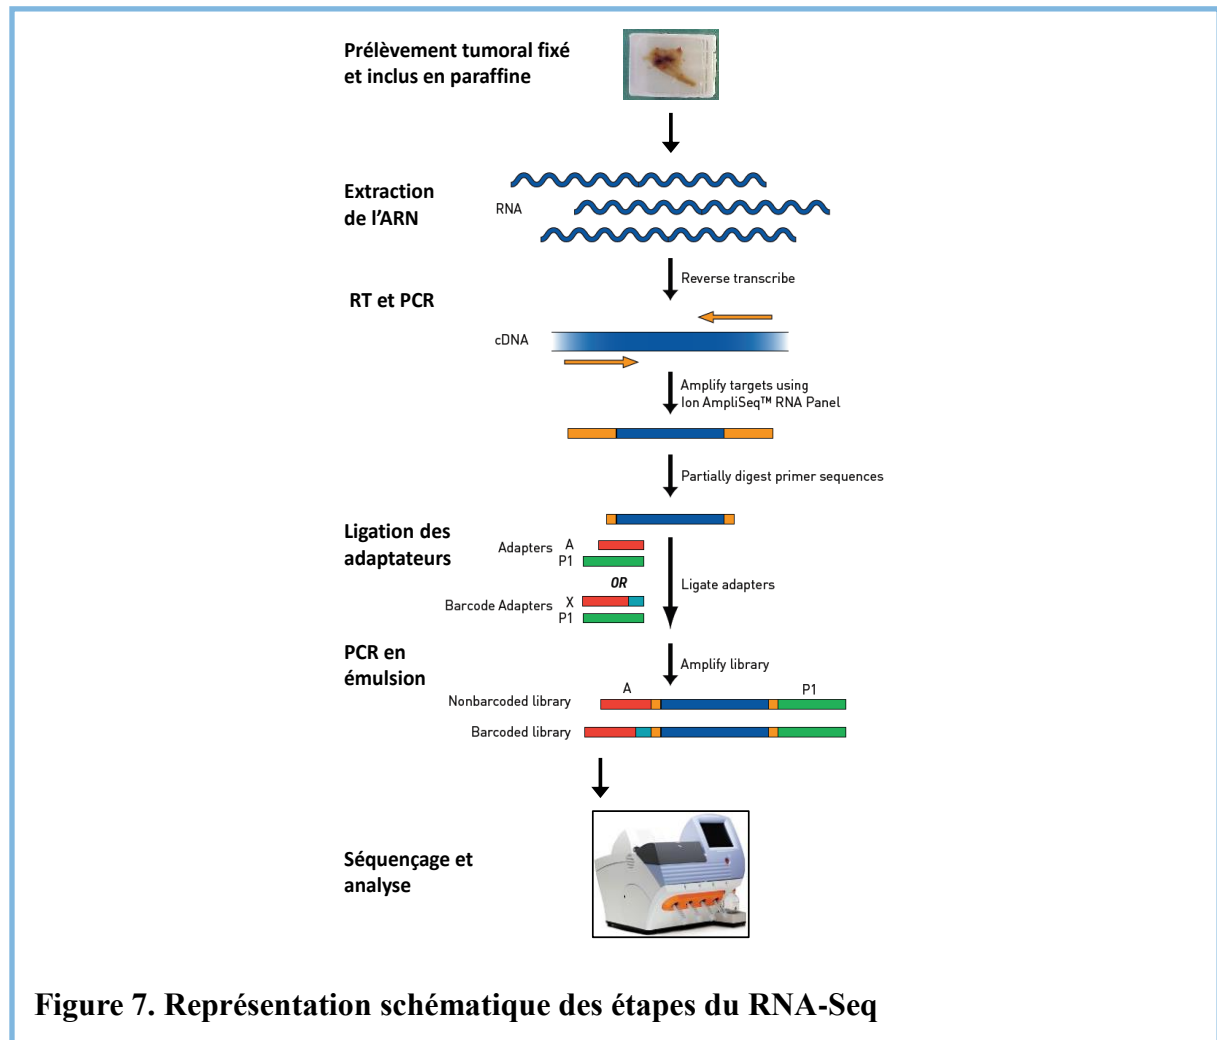 Prélèvement tumoral fixé
et inclus en paraffine
Extraction
de l'ARN
RNA
Reverse transcribe
RT et PCR
cDNA
Amplify targets using
Ion AmpliSeq™ RNA Panel
Partially digest primer sequences
Ligation des
adaptateurs
Adapters A
P1
OR
Barcode Adapters X
P1
Ligate adapters
PCR en
émulsion
Amplify library
A P1
Nonbarcoded library
Barcoded library
Séquençage et
analyse
Figure 7. Représentation schématique des étapes du RNA-Seq